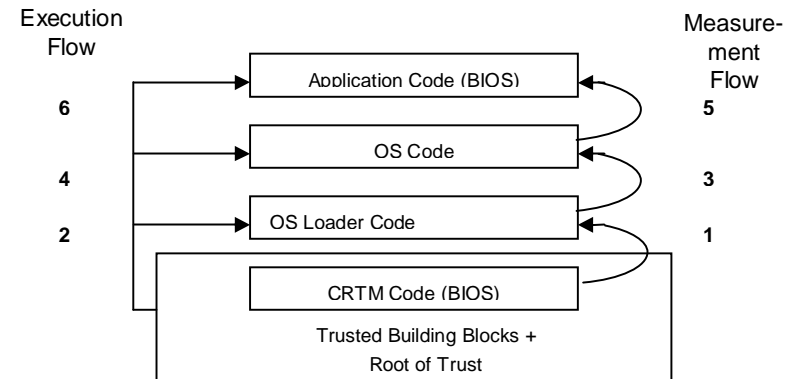 Execution
Flow
Measure-
ment
Flow
Application Code (BIOS)
6
5
OS Code
4
3
OS Loader Code
2
1
CRTM Code (BIOS)
Trusted Building Blocks +
Root of Trust